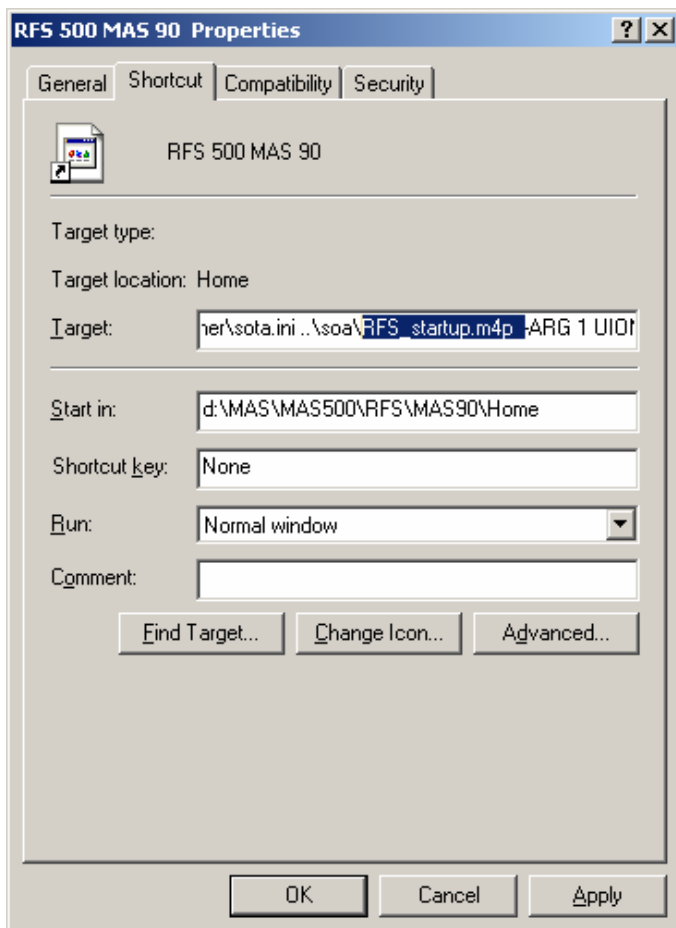 RFS 500 MAS 90 Properties
General Shortcut Compatibility Security
RFS 500 MAS 90
Target type:
Target location: Home
Target: ner\sota.ini ..\soa\RFS_startup.m4p -ARG 1 UION
Start in: d:\MAS\MAS500\RFS\MAS90\Home
Shortcut key: None
Run: Normal window
Comment:
Find Target... Change Icon... Advanced...
OK Cancel Apply